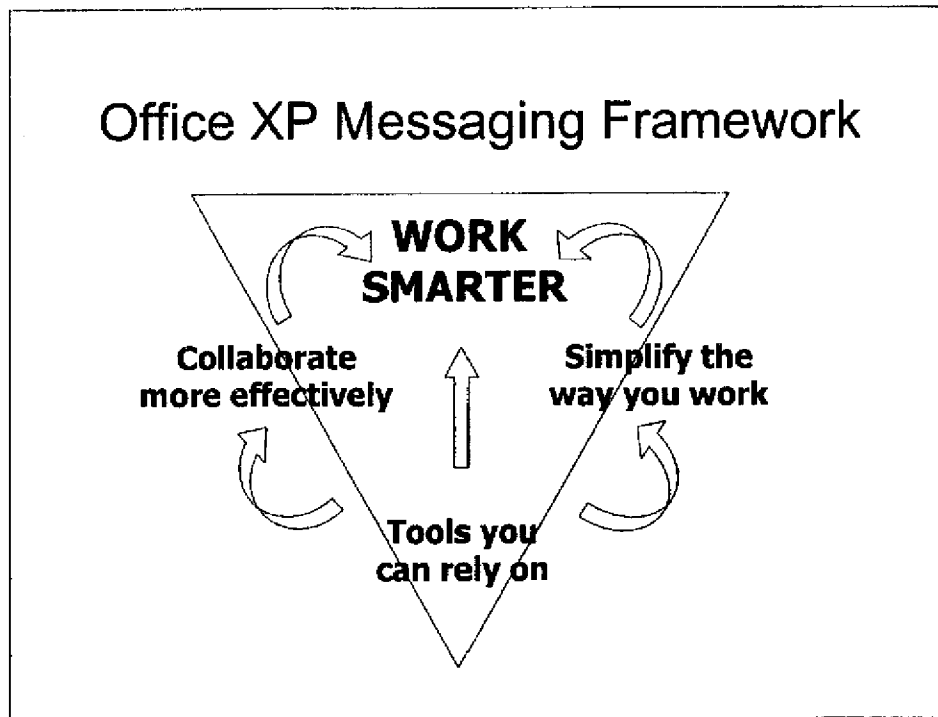 Office XP Messaging Framework
WORK
SMARTER
Collaborate
more effectively
Simplify the
way you work
Tools you
can rely on